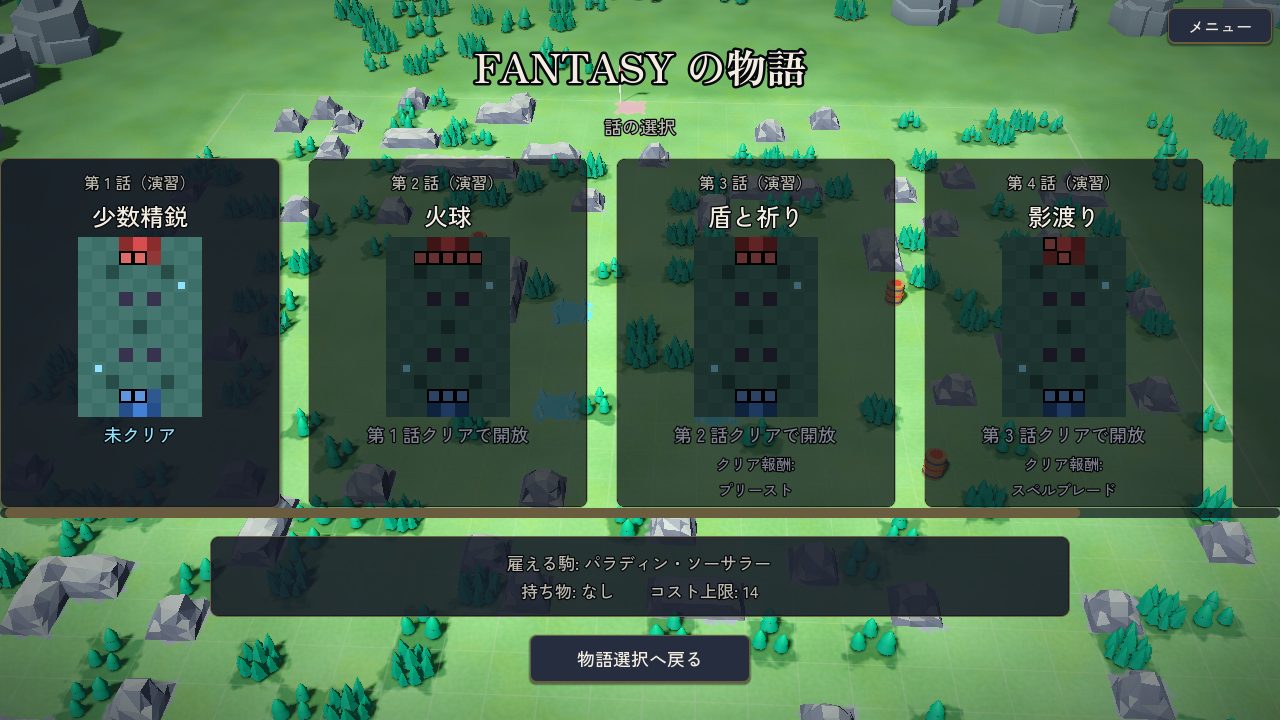 メニュー
FANTASY の物語
話の選択
第1話（演習）
少数精鋭
未クリア
第2話（演習）
火球
第1話クリアで開放
第3話（演習）
盾と祈り
第2話クリアで開放
クリア報酬:
プリースト
第4話（演習）
影渡り
第3話クリアで開放
クリア報酬:
スペルブレード
雇える駒: パラディン・ソーサラー
持ち物: なし　コスト上限: 14
物語選択へ戻る